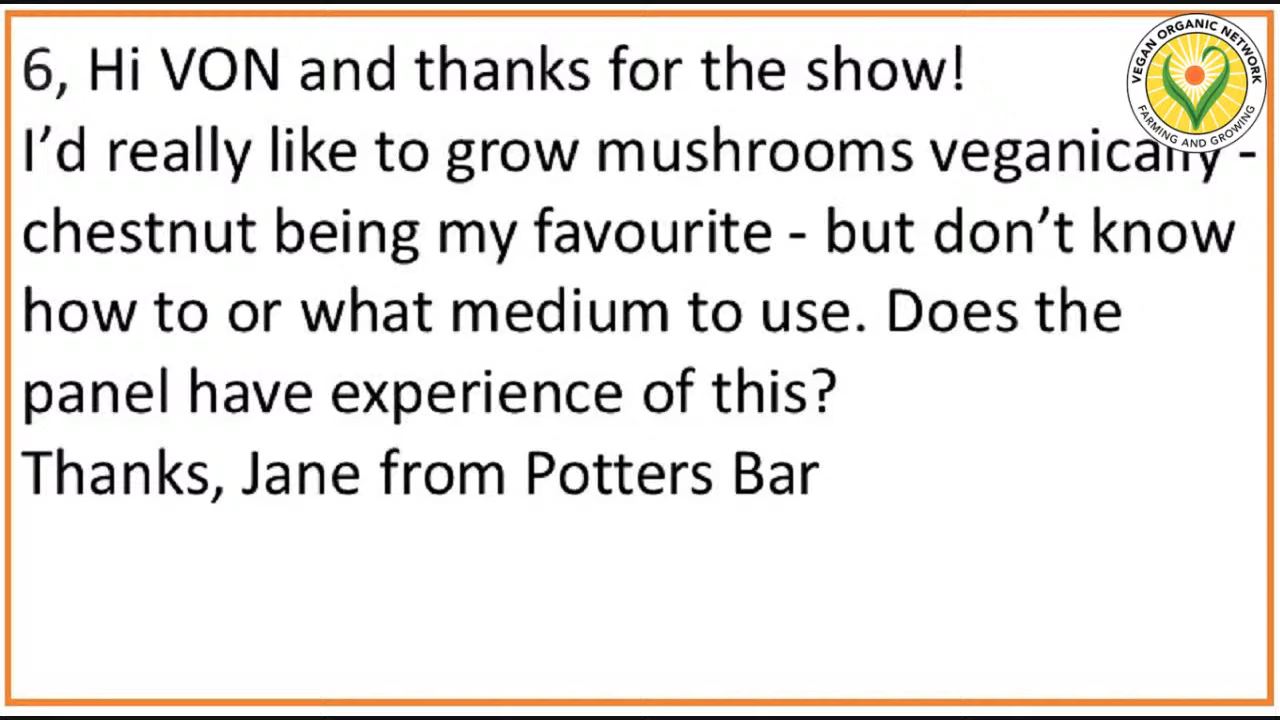 6, Hi VON and thanks for the show!
I’d really like to grow mushrooms veganically -
chestnut being my favourite - but don’t know
how to or what medium to use. Does the
panel have experience of this?
Thanks, Jane from Potters Bar
VEGAN ORGANIC NETWORK
FARMING AND GROWING